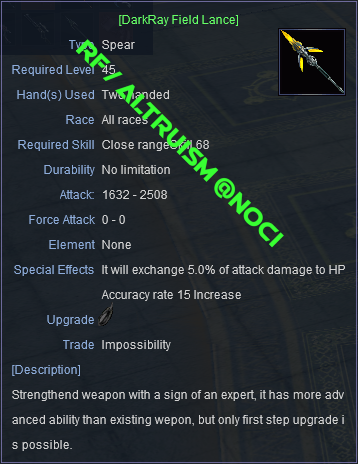 [DarkRay Field Lance]
Type Spear
Required Level 45
Hand(s) Used Two handed
Race All races
Required Skill Close range Skill 68
Durability No limitation
Attack: 1632 - 2508
Force Attack 0 - 0
Element None
Special Effects It will exchange 5.0% of attack damage to HP
Accuracy rate 15 Increase
Upgrade
Trade Impossibility
[Description]
Strengthend weapon with a sign of an expert, it has more adv
anced ability than existing wepon, but only first step upgrade i
s possible.
RF/ ALTRUISM @NOCI